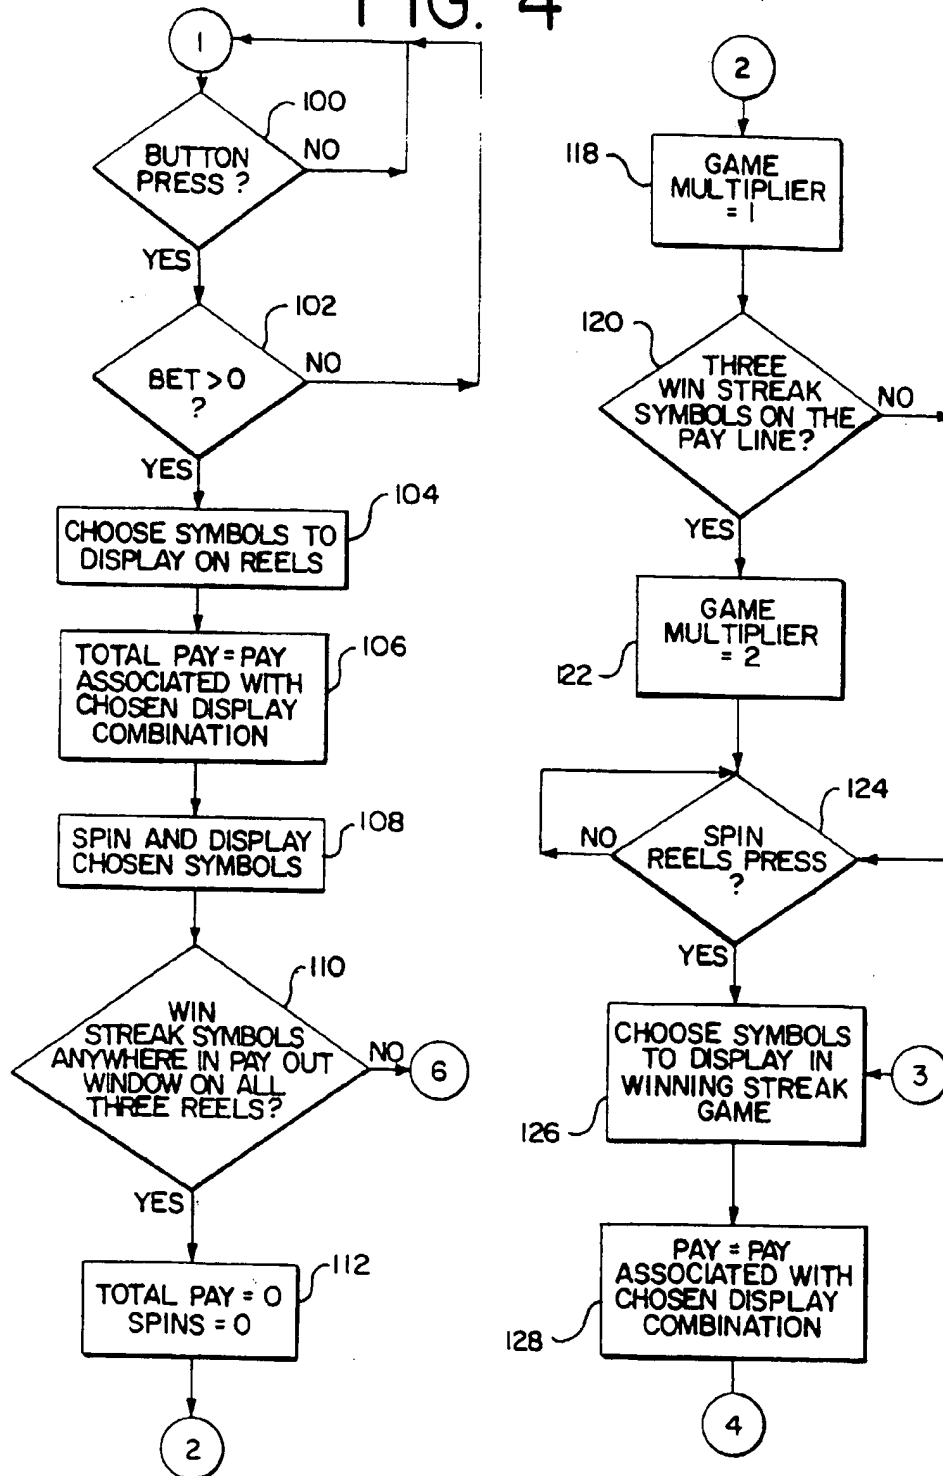 FIG. 4
1
100
BUTTON
PRESS ?
NO
YES
102
BET > 0
?
NO
YES
104
CHOOSE SYMBOLS TO
DISPLAY ON REELS
106
TOTAL PAY = PAY
ASSOCIATED WITH
CHOSEN DISPLAY
COMBINATION
108
SPIN AND DISPLAY
CHOSEN SYMBOLS
110
WIN
STREAK SYMBOLS
ANYWHERE IN PAY OUT
WINDOW ON ALL
THREE REELS?
NO
6
YES
112
TOTAL PAY = 0
SPINS = 0
2
2
118
GAME
MULTIPLIER
= 1
120
THREE
WIN STREAK
SYMBOLS ON THE
PAY LINE?
NO
YES
GAME
MULTIPLIER
= 2
122
124
SPIN
REELS PRESS
?
NO
YES
CHOOSE SYMBOLS
TO DISPLAY IN
WINNING STREAK
GAME
3
126
PAY = PAY
ASSOCIATED WITH
CHOSEN DISPLAY
COMBINATION
128
4